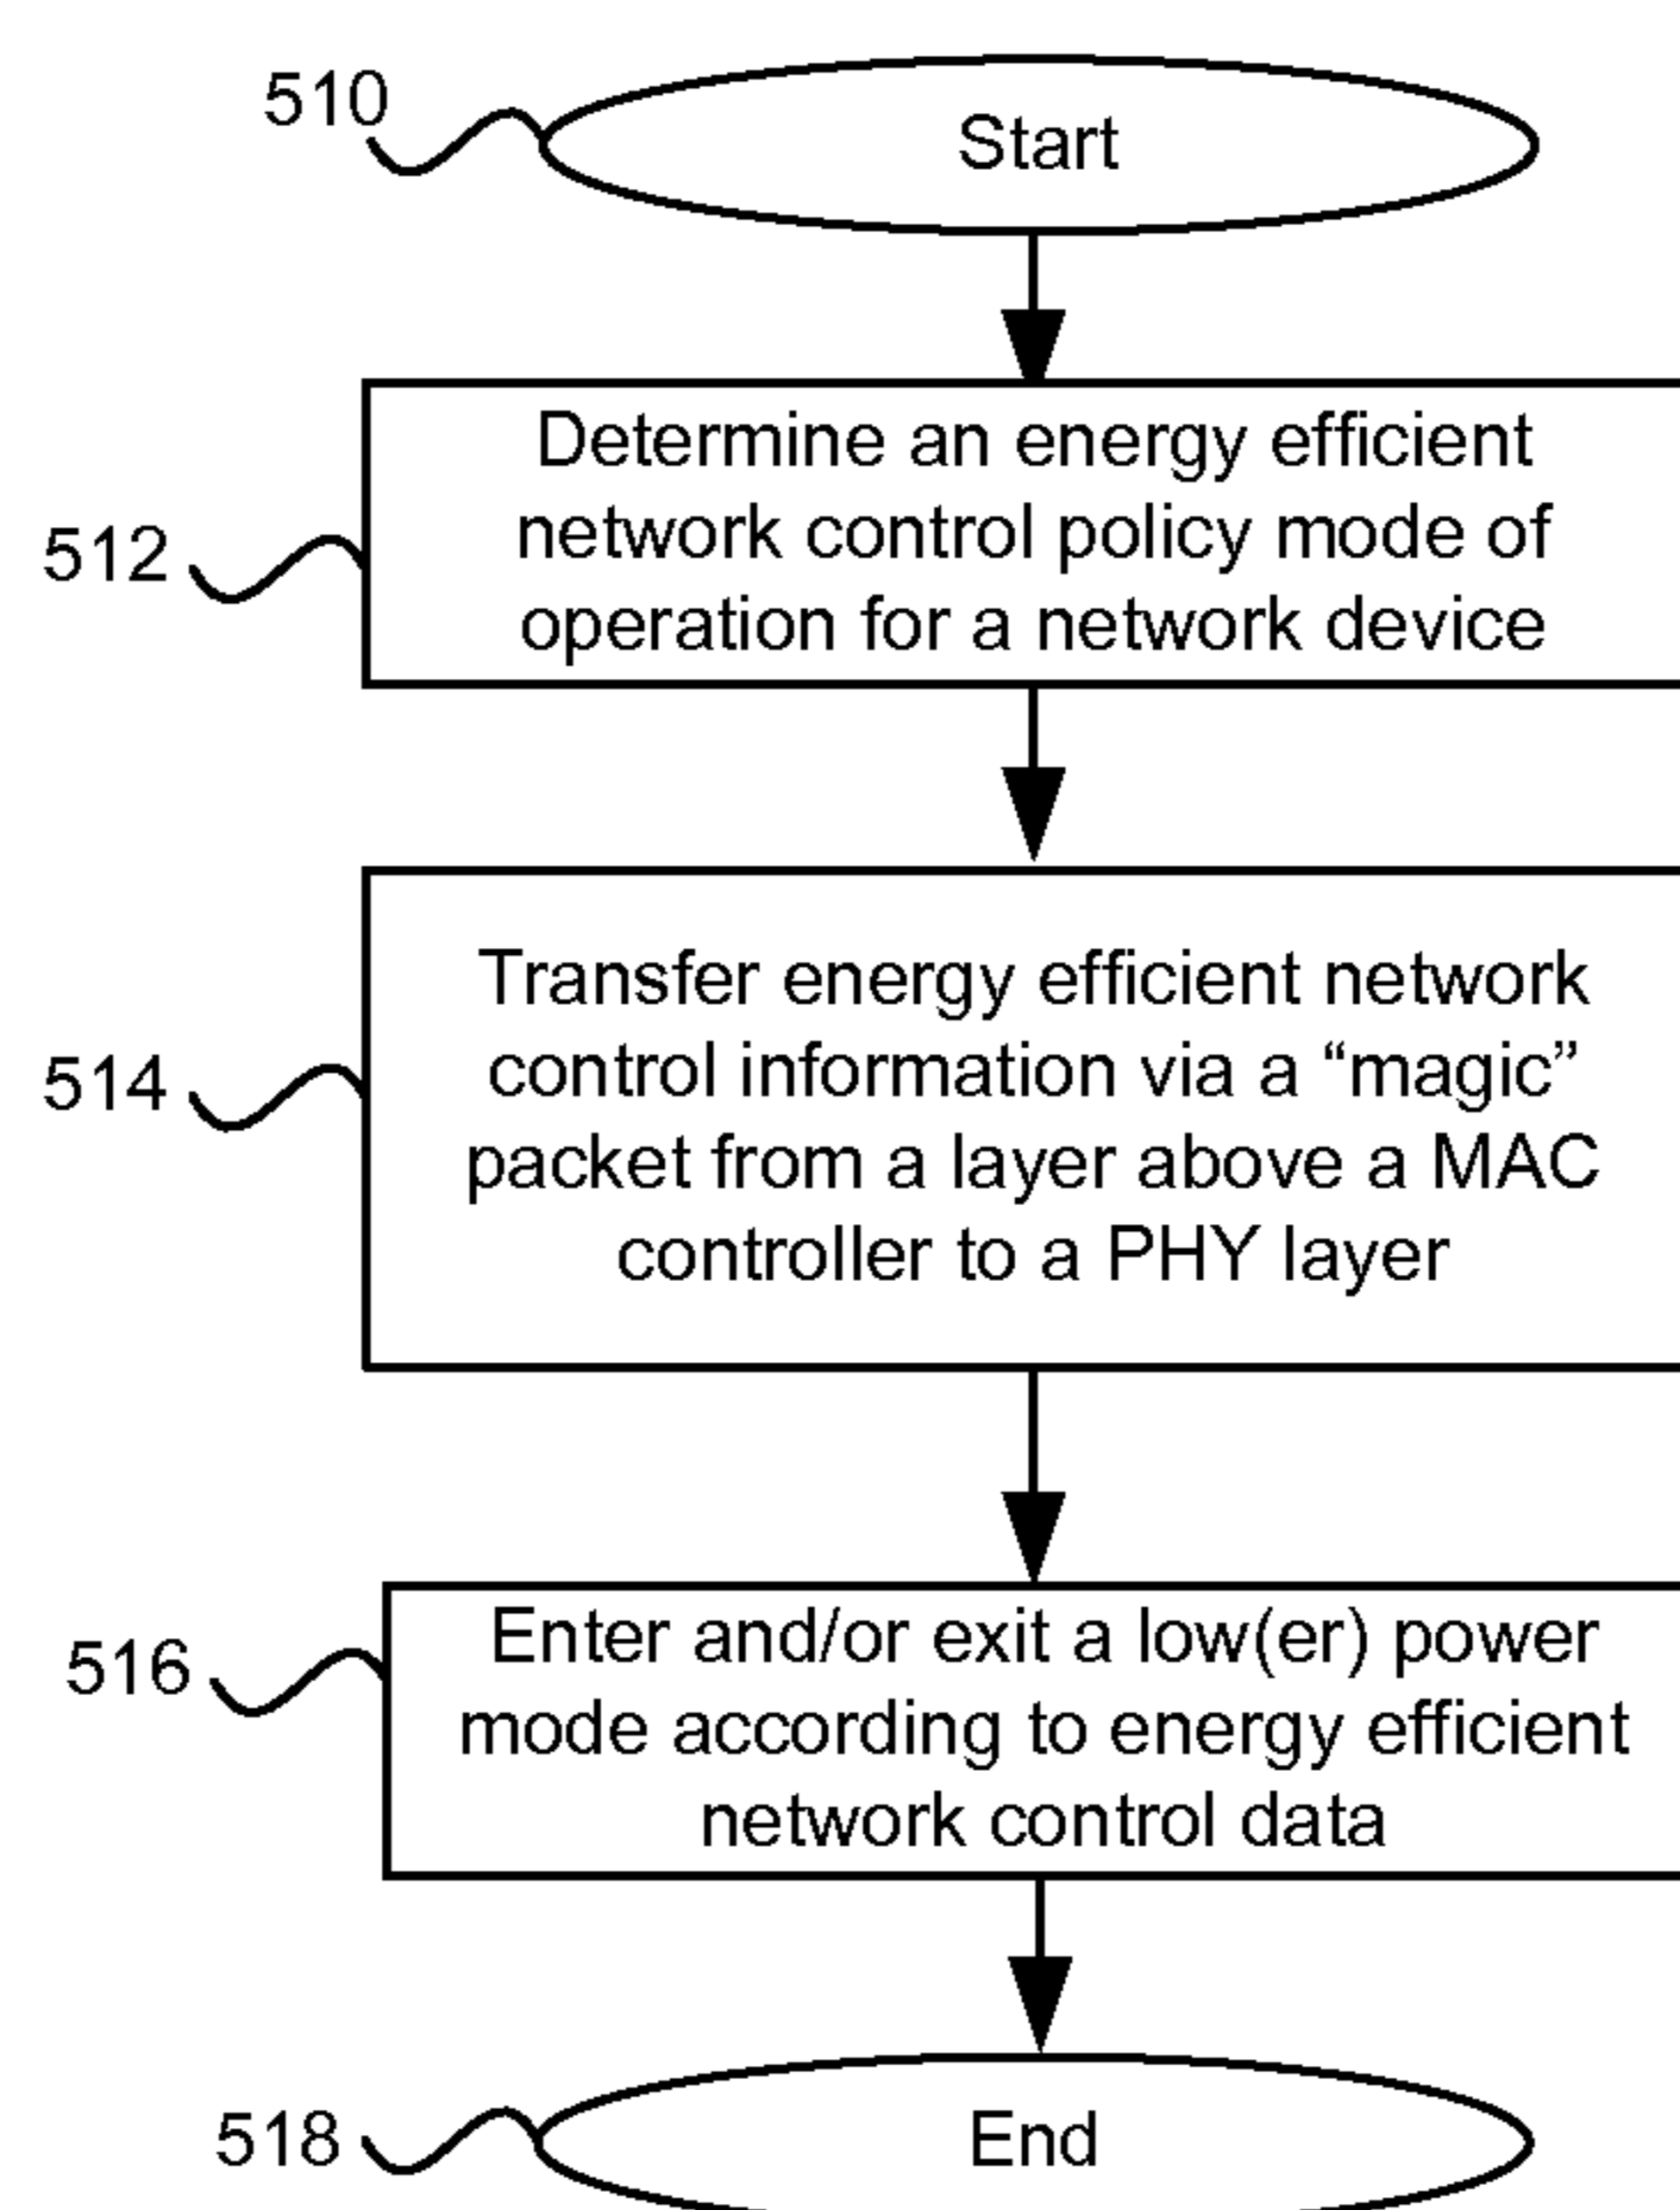 510
Start
512
Determine an energy efficient
network control policy mode of
operation for a network device
514
Transfer energy efficient network
control information via a “magic”
packet from a layer above a MAC
controller to a PHY layer
516
Enter and/or exit a low(er) power
mode according to energy efficient
network control data
518
End